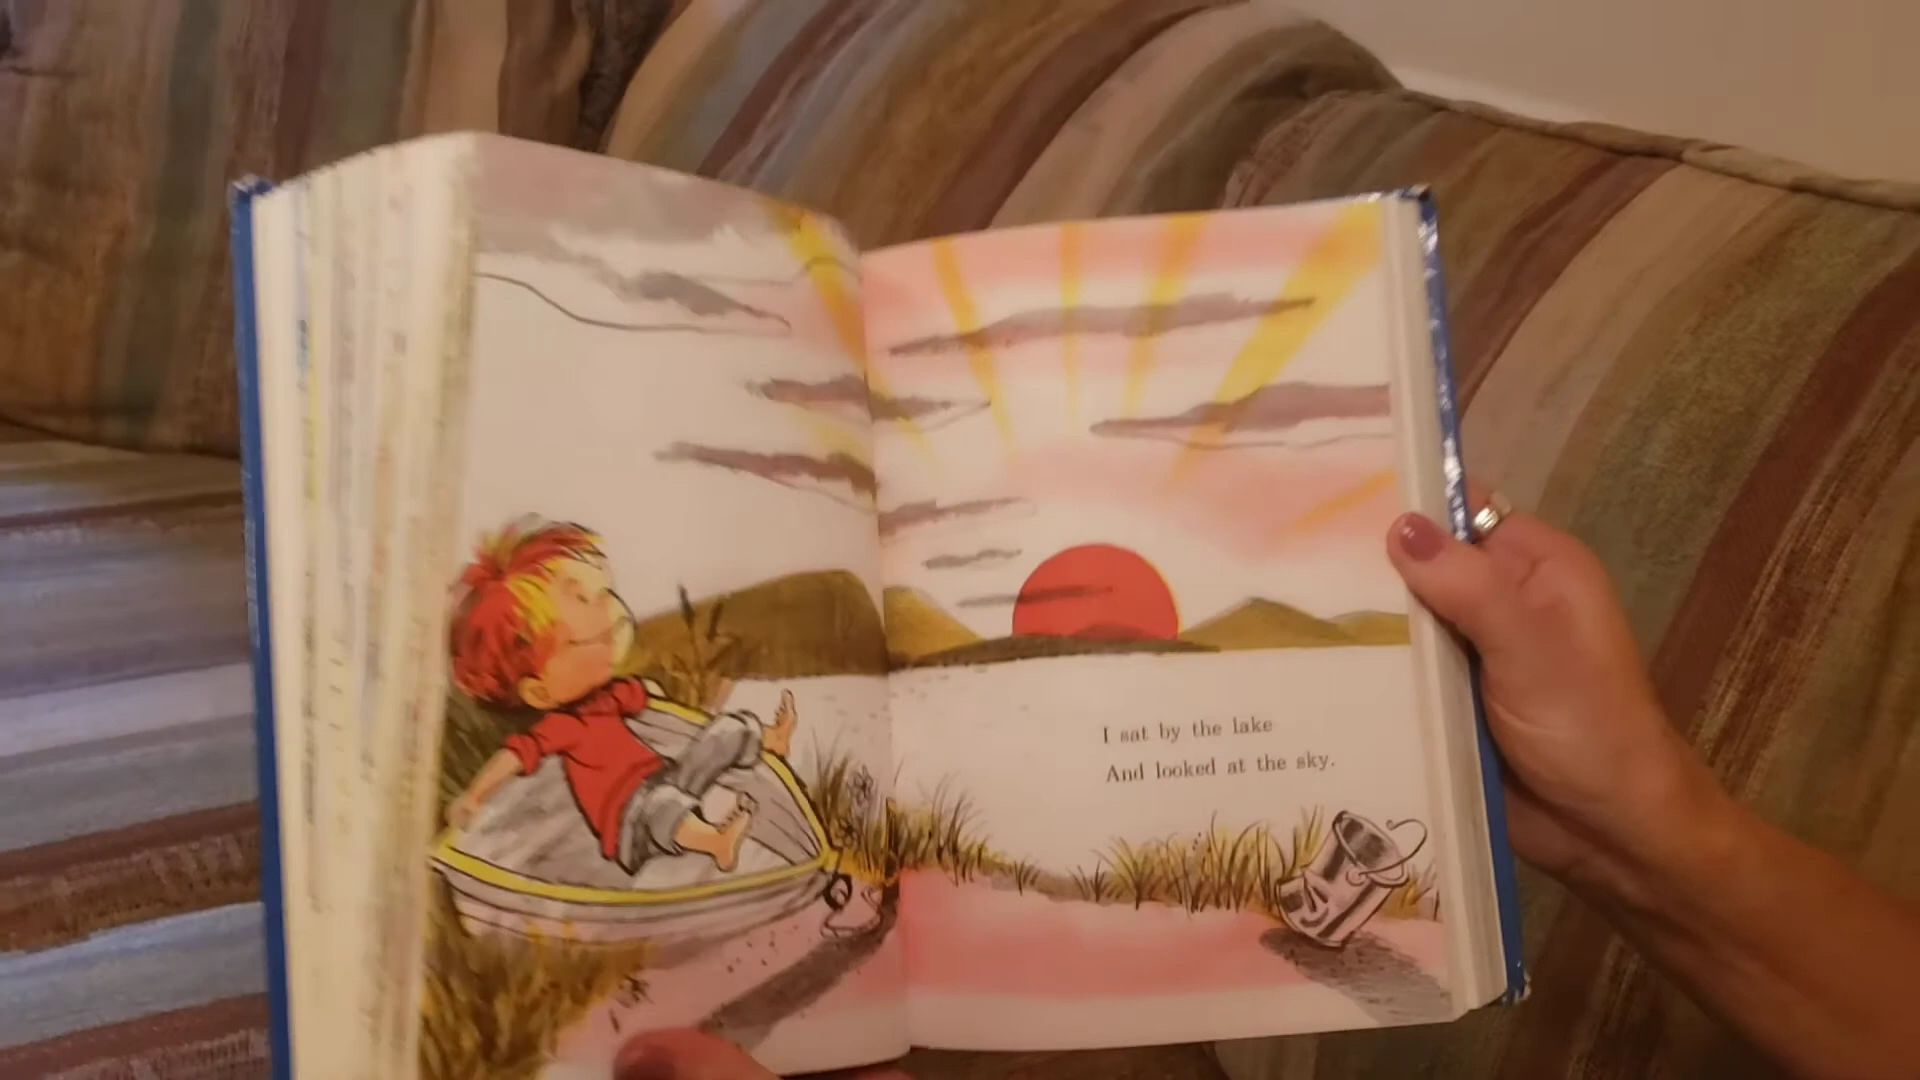 I sat by the lake
And looked at the sky.